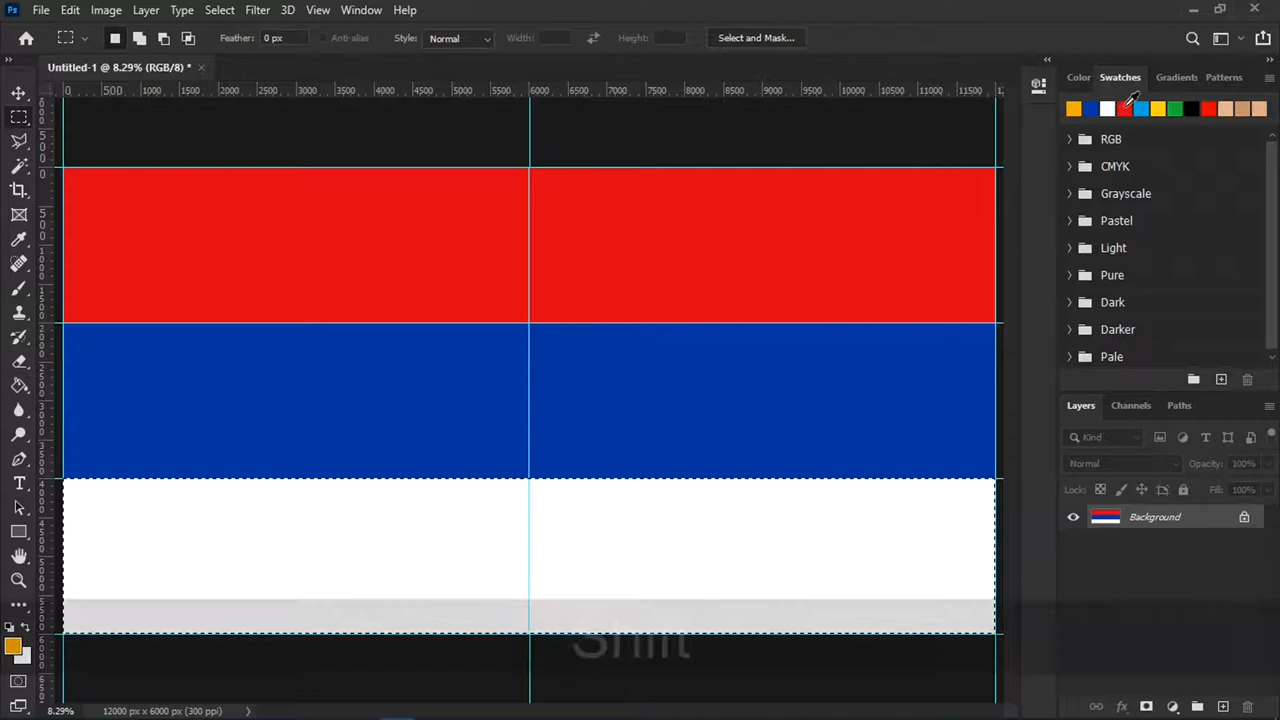 Ps File Edit Image Layer Type Select Filter 3D View Window Help
Feather: 0 px Anti-alias Style: Normal Width: Height: Select and Mask...
Untitled-1 @ 8.29% (RGB/8) * ×
Color Swatches Gradients Patterns
0 500 1000 1500 2000 2500 3000 3500 4000 4500 5000 5500 6000 6500 7000 7500 8000 8500 9000 9500 10000 10500 11000 11500
RGB
CMYK
Grayscale
Pastel
Light
Pure
Dark
Darker
Pale
Layers Channels Paths
Kind
Normal Opacity: 100%
Lock: Fill: 100%
Background
Shift
8.29% 12000 px x 6000 px (300 ppi)